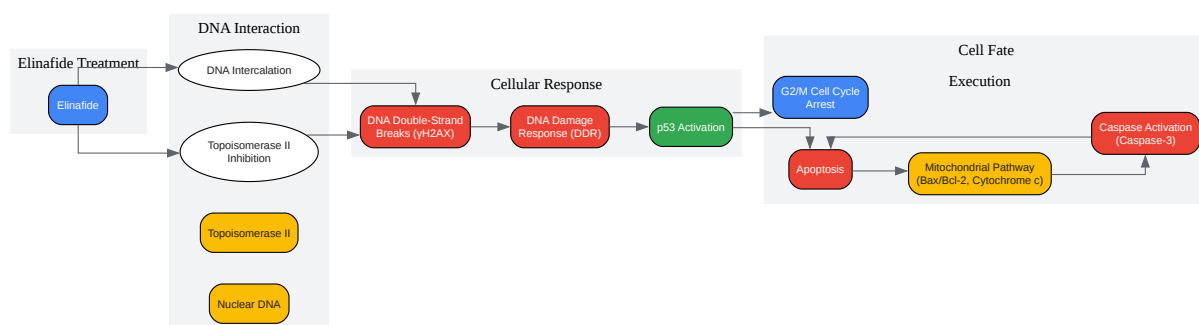 Elinafide Treatment
Elinafide
DNA Interaction
DNA Intercalation
Topoisomerase II
Inhibition
Topoisomerase II
Nuclear DNA
Cellular Response
DNA Double-Strand
Breaks (γH2AX)
DNA Damage
Response (DDR)
p53 Activation
Cell Fate
Execution
G2/M Cell Cycle
Arrest
Apoptosis
Mitochondrial Pathway
(Bax/Bcl-2, Cytochrome c)
Caspase Activation
(Caspase-3)